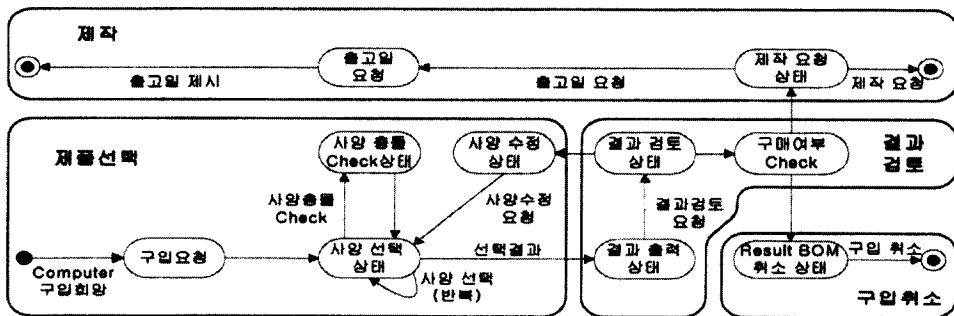 제작
출고일
요청
제작 요청
상태
출고일 제시
출고일 요청
제작 요청
제품선택
사양 충돌
Check상태
사양 수정
상태
결과 검토
상태
구매여부
Check
결과
검토
사양충돌
Check
사양수정
요청
결과검토
요청
구입요청
사양 선택
상태
선택결과
결과 출력
상태
Result BOM
취소 상태
구입 취소
Computer
구입희망
사양 선택
(반복)
구입취소